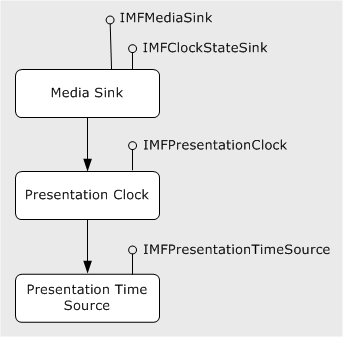 IMFMediaSink
IMFClockStateSink
Media Sink
IMFPresentationClock
Presentation Clock
IMFPresentationTimeSource
Presentation Time
Source